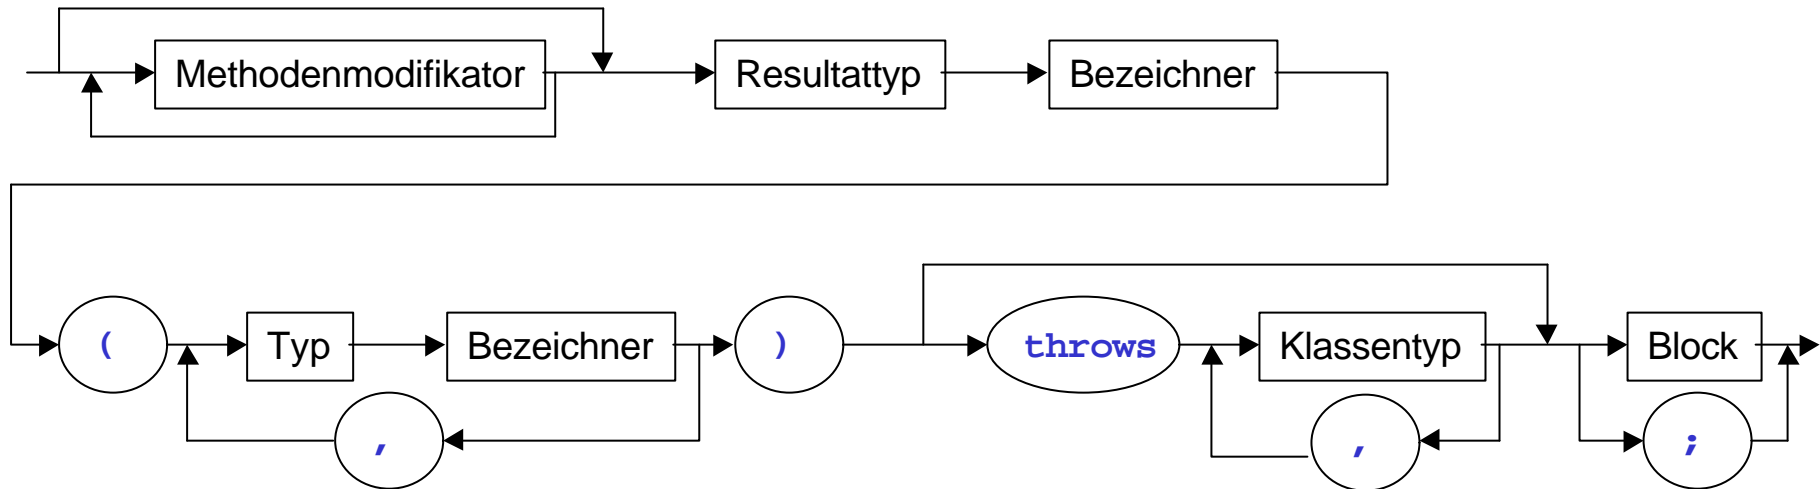 Methodenmodifikator Resultattyp Bezeichner
( Typ Bezeichner ) throws Klassentyp Block
, , ;